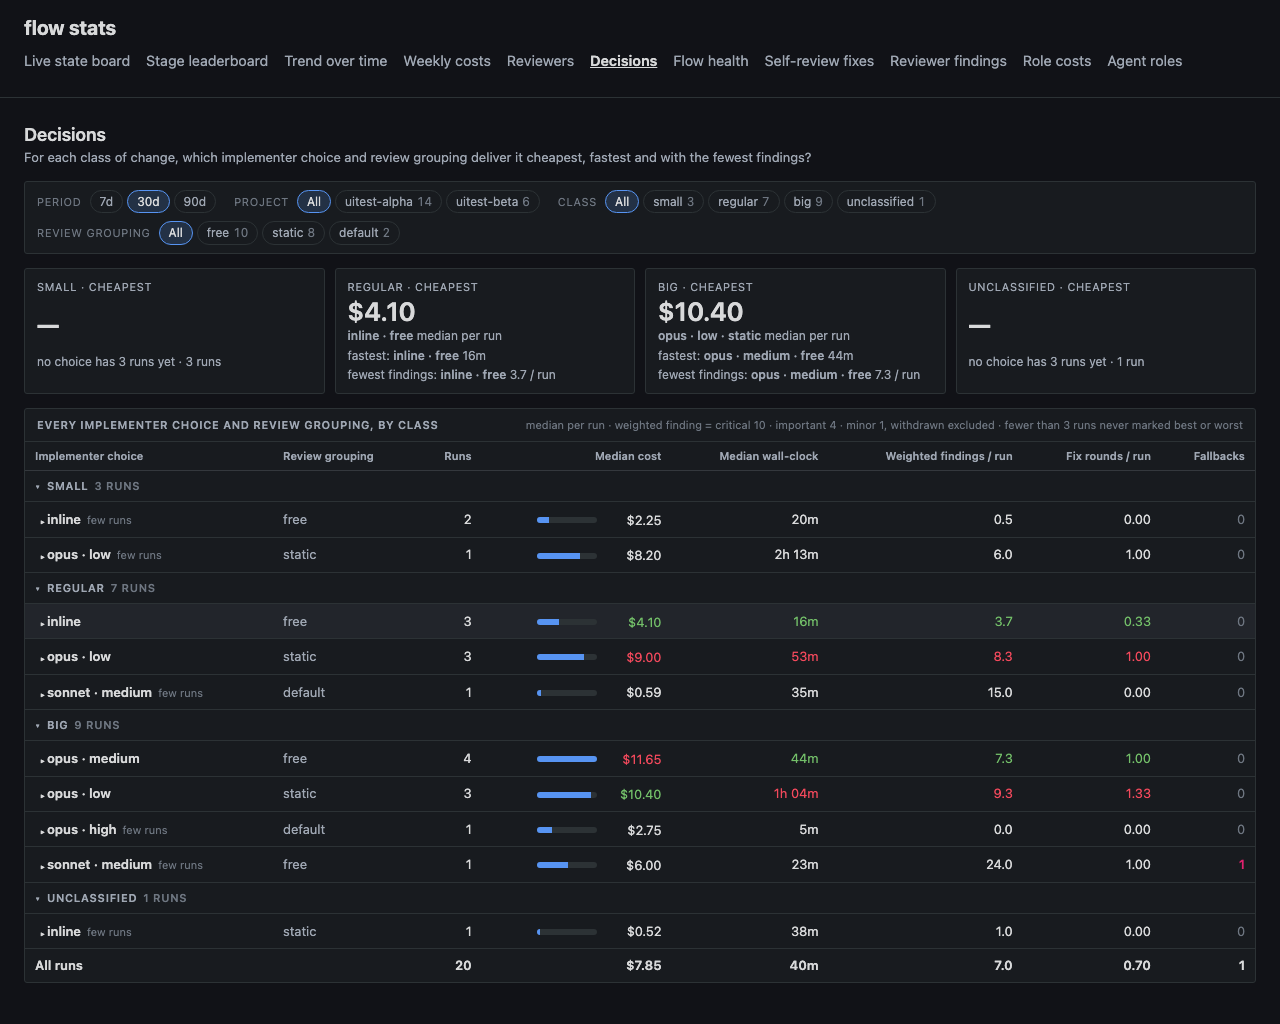 flow stats
Live state board Stage leaderboard Trend over time Weekly costs Reviewers Decisions Flow health Self-review fixes Reviewer findings Role costs Agent roles
Decisions
For each class of change, which implementer choice and review grouping deliver it cheapest, fastest and with the fewest findings?
PERIOD 7d 30d 90d PROJECT All uitest-alpha 14 uitest-beta 6 CLASS All small 3 regular 7 big 9 unclassified 1
REVIEW GROUPING All free 10 static 8 default 2
SMALL · CHEAPEST
—
no choice has 3 runs yet · 3 runs
REGULAR · CHEAPEST
$4.10
inline · free median per run
fastest: inline · free 16m
fewest findings: inline · free 3.7 / run
BIG · CHEAPEST
$10.40
opus · low · static median per run
fastest: opus · medium · free 44m
fewest findings: opus · medium · free 7.3 / run
UNCLASSIFIED · CHEAPEST
—
no choice has 3 runs yet · 1 run
EVERY IMPLEMENTER CHOICE AND REVIEW GROUPING, BY CLASS median per run · weighted finding = critical 10 · important 4 · minor 1, withdrawn excluded · fewer than 3 runs never marked best or worst
Implementer choice Review grouping Runs Median cost Median wall-clock Weighted findings / run Fix rounds / run Fallbacks
▾ SMALL 3 RUNS
▸ inline few runs free 2 $2.25 20m 0.5 0.00 0
▸ opus · low few runs static 1 $8.20 2h 13m 6.0 1.00 0
▾ REGULAR 7 RUNS
▸ inline free 3 $4.10 16m 3.7 0.33 0
▸ opus · low static 3 $9.00 53m 8.3 1.00 0
▸ sonnet · medium few runs default 1 $0.59 35m 15.0 0.00 0
▾ BIG 9 RUNS
▸ opus · medium free 4 $11.65 44m 7.3 1.00 0
▸ opus · low static 3 $10.40 1h 04m 9.3 1.33 0
▸ opus · high few runs default 1 $2.75 5m 0.0 0.00 0
▸ sonnet · medium few runs free 1 $6.00 23m 24.0 1.00 1
▾ UNCLASSIFIED 1 RUNS
▸ inline few runs static 1 $0.52 38m 1.0 0.00 0
All runs 20 $7.85 40m 7.0 0.70 1